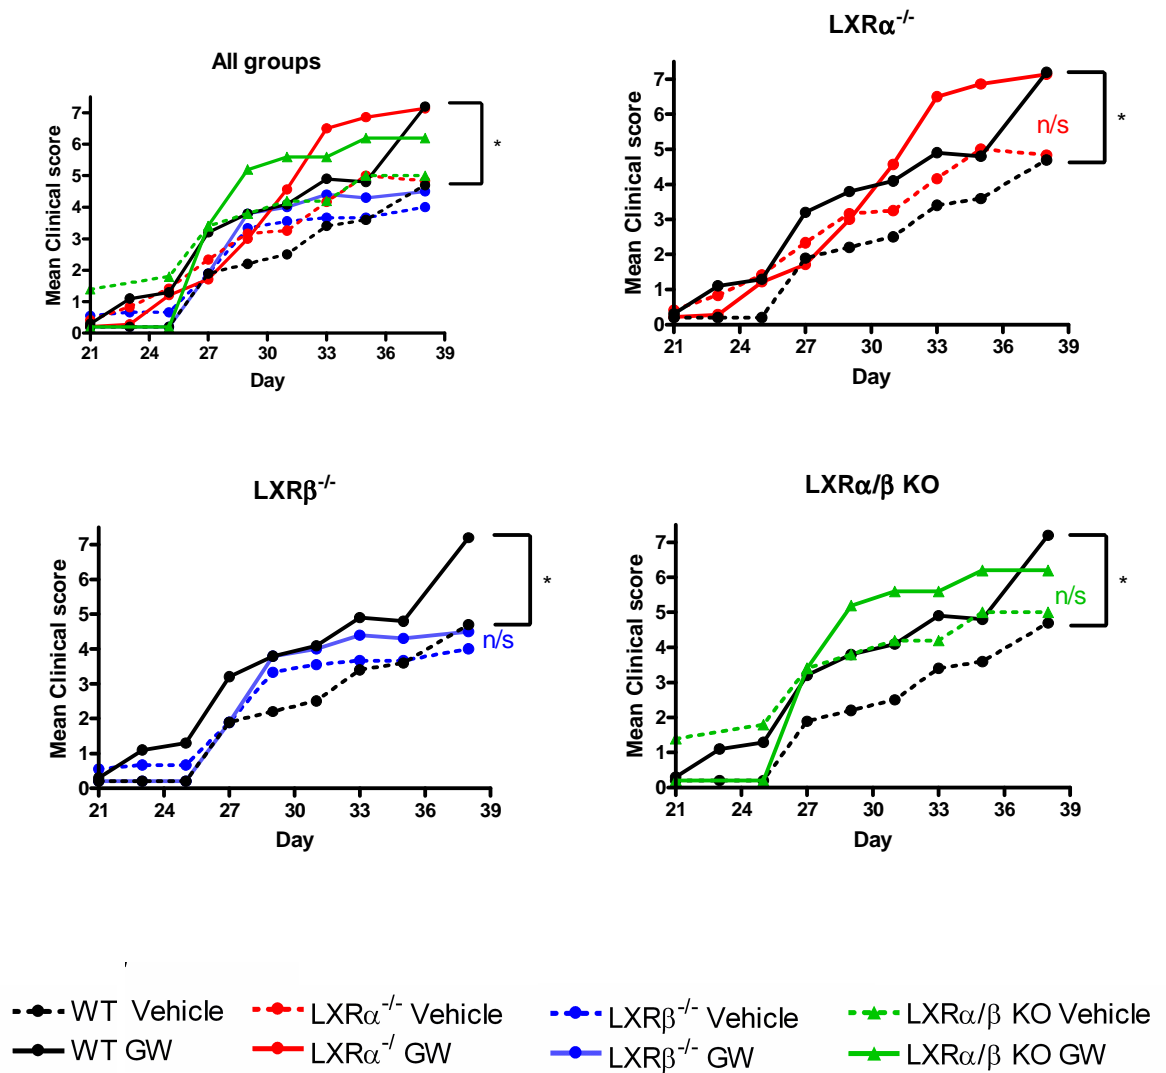 All groups
Mean Clinical score
7
6
5
4
3
2
1
0
21 24 27 30 33 36 39
Day
*
LXRα-/-
Mean Clinical score
7
6
5
4
3
2
1
0
21 24 27 30 33 36 39
Day
n/s
*
LXRβ-/-
Mean Clinical score
7
6
5
4
3
2
1
0
21 24 27 30 33 36 39
Day
n/s
*
LXRα/β KO
Mean Clinical score
7
6
5
4
3
2
1
0
21 24 27 30 33 36 39
Day
n/s
*
WT Vehicle
WT GW
LXRα-/- Vehicle
LXRα-/ GW
LXRβ-/- Vehicle
LXRβ-/- GW
LXRα/β KO Vehicle
LXRα/β KO GW